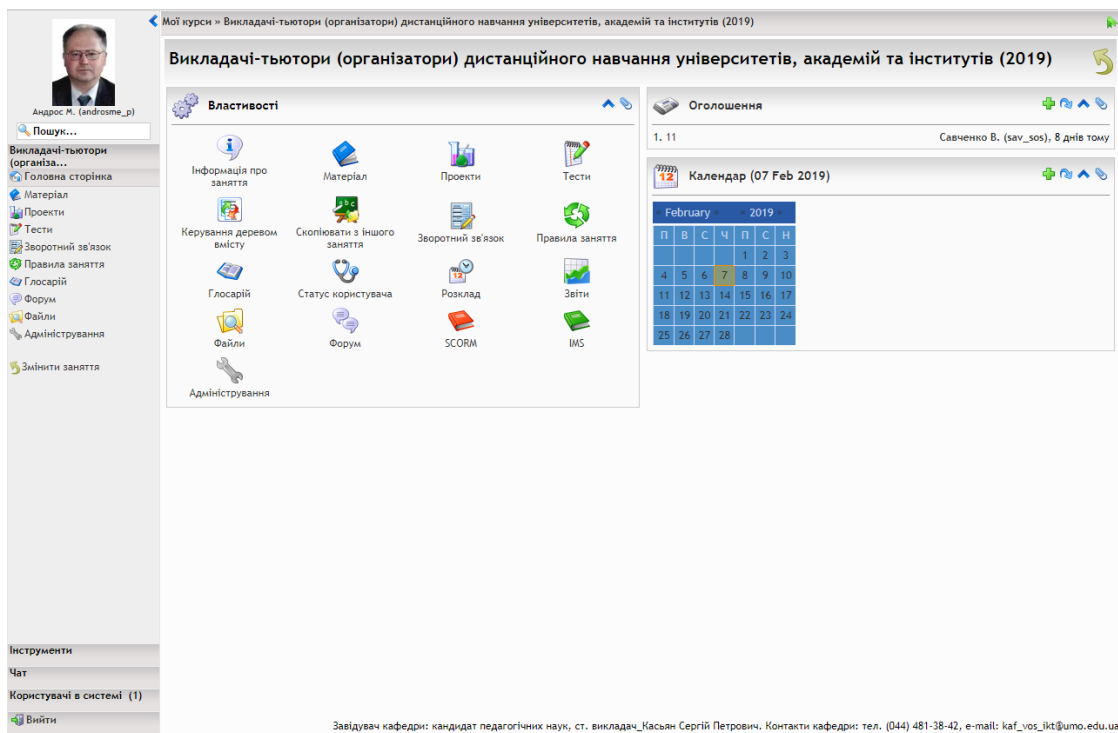 Мої курси » Викладачі-тьютори (організатори) дистанційного навчання університетів, академій та інститутів (2019)
Андрос М. (androsme_p)
Пошук...
Викладачі-тьютори
(організа...
Головна сторінка
Матеріал
Проекти
Тести
Зворотний зв'язок
Правила заняття
Глосарій
Форум
Файли
Адміністрування
Змінити заняття
Інструменти
Чат
Користувачі в системі (1)
Вийти
Викладачі-тьютори (організатори) дистанційного навчання університетів, академій та інститутів (2019)
Властивості
Інформація про
заняття
Матеріал
Проекти
Тести
Керування деревом
вмісту
Скопіювати з іншого
заняття
Зворотний зв'язок
Правила заняття
Глосарій
Статус користувача
Розклад
Звіти
Файли
Форум
SCORM
IMS
Адміністрування
Оголошення
1. 11 Савченко В. (sav_sos), 8 днів тому
Календар (07 Feb 2019)
« February » « 2019 »
П В С Ч П С Н
1 2 3
4 5 6 7 8 9 10
11 12 13 14 15 16 17
18 19 20 21 22 23 24
25 26 27 28
Завідувач кафедри: кандидат педагогічних наук, ст. викладач_Касьян Сергій Петрович. Контакти кафедри: тел. (044) 481-38-42, e-mail: kaf_vos_ikt@umo.edu.ua